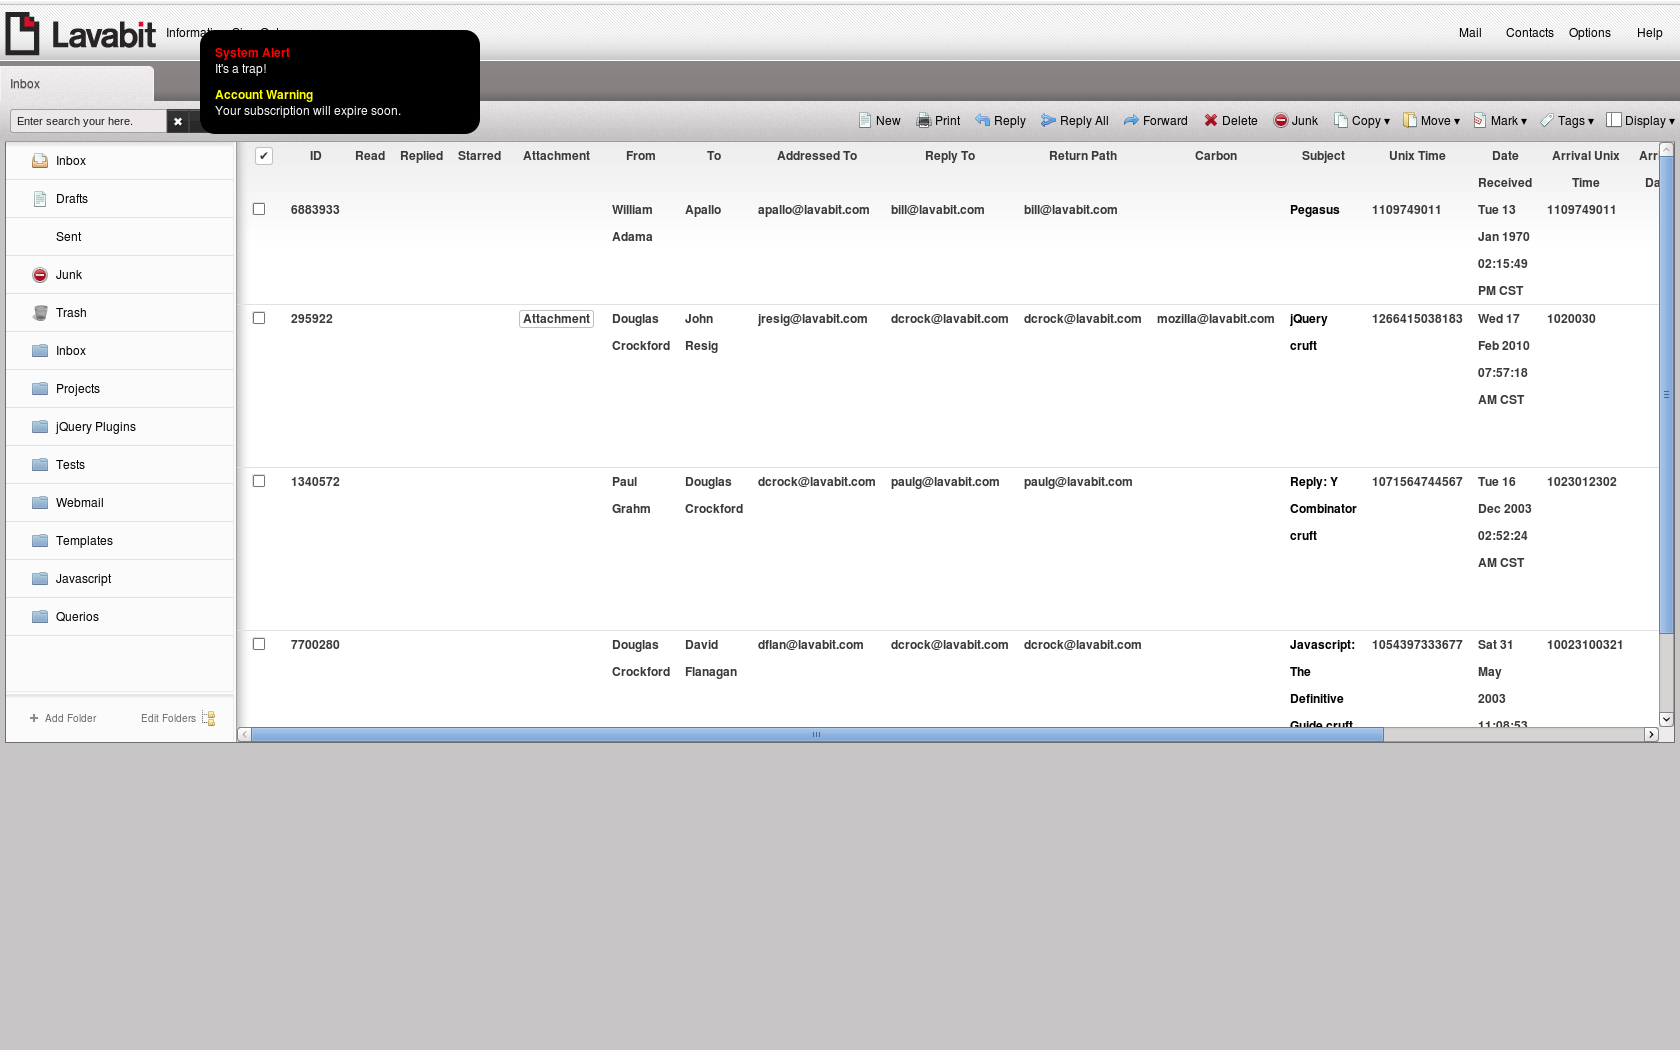 Lavabit
Mail Contacts Options Help
System Alert
It's a trap!
Account Warning
Your subscription will expire soon.
Inbox
Enter search your here.
New Print Reply Reply All Forward Delete Junk Copy Move Mark Tags Display
Inbox
Drafts
Sent
Junk
Trash
Inbox
Projects
jQuery Plugins
Tests
Webmail
Templates
Javascript
Querios
Add Folder Edit Folders
ID Read Replied Starred Attachment From To Addressed To Reply To Return Path Carbon Subject Unix Time Date Arrival Unix
Received Time
6883933 William Apallo apallo@lavabit.com bill@lavabit.com bill@lavabit.com Pegasus 1109749011 Tue 13 1109749011
Adama Jan 1970
02:15:49
PM CST
295922 Attachment Douglas John jresig@lavabit.com dcrock@lavabit.com dcrock@lavabit.com mozilla@lavabit.com jQuery 1266415038183 Wed 17 1020030
Crockford Resig cruft Feb 2010
07:57:18
AM CST
1340572 Paul Douglas dcrock@lavabit.com paulg@lavabit.com paulg@lavabit.com Reply: Y 1071564744567 Tue 16 1023012302
Grahm Crockford Combinator Dec 2003
cruft 02:52:24
AM CST
7700280 Douglas David dflan@lavabit.com dcrock@lavabit.com dcrock@lavabit.com Javascript: 1054397333677 Sat 31 10023100321
Crockford Flanagan The May
Definitive 2003
Guide cruft 11:08:53